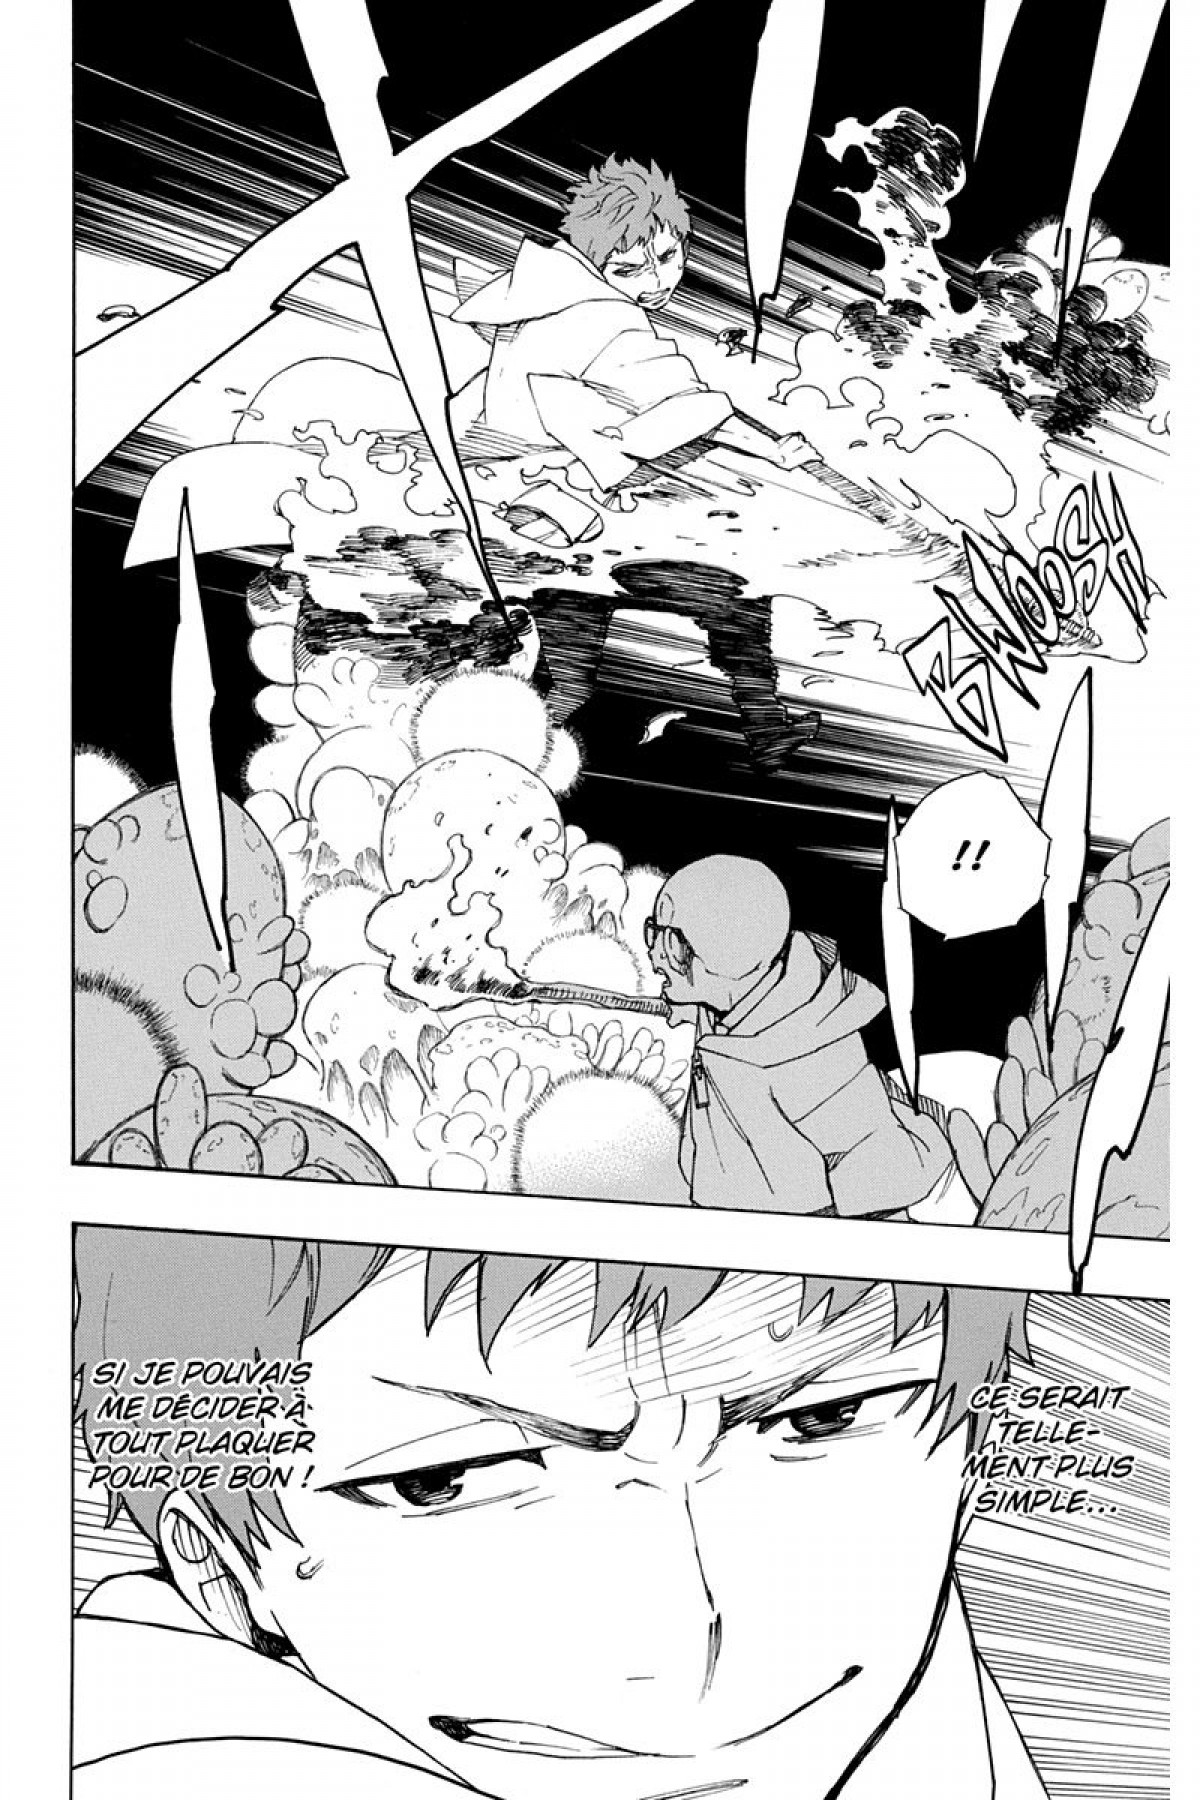 BWOOSH
!!
CE SERAIT
TELLE-
MENT PLUS
SIMPLE...
SI JE POUVAIS
ME DÉCIDER À
TOUT PLAQUER
POUR DE BON !